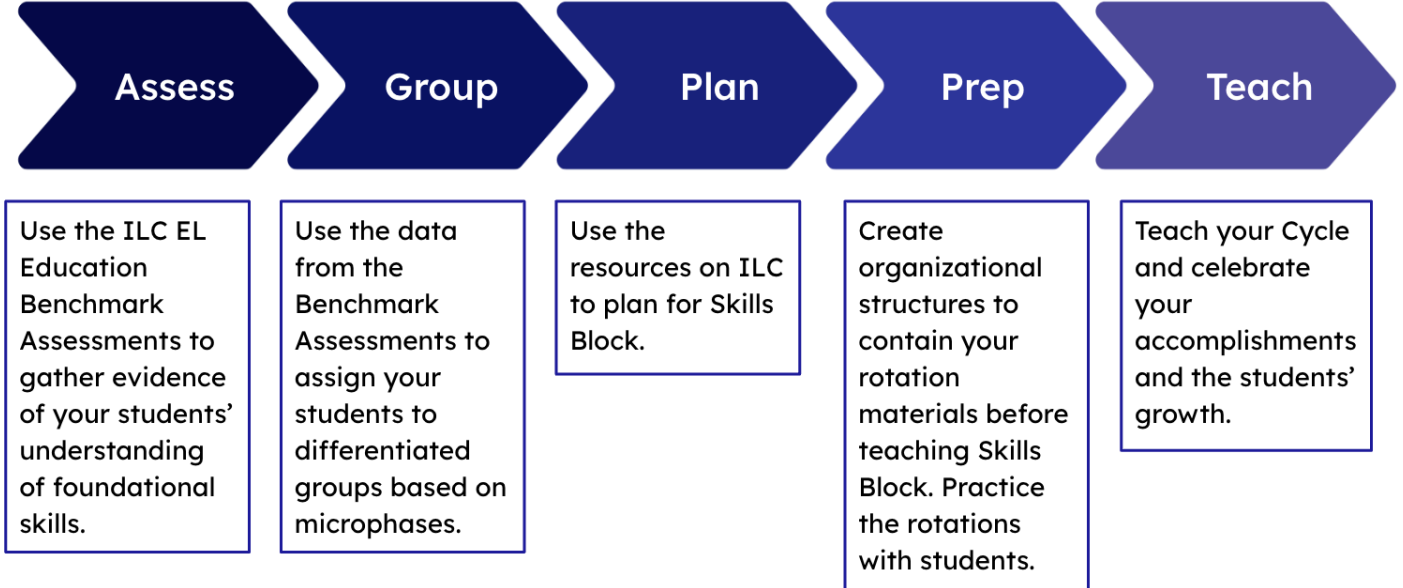 Assess
Group
Plan
Prep
Teach
Use the ILC EL
Education
Benchmark
Assessments to
gather evidence
of your students’
understanding
of foundational
skills.
Use the data
from the
Benchmark
Assessments to
assign your
students to
differentiated
groups based on
microphases.
Use the
resources on ILC
to plan for Skills
Block.
Create
organizational
structures to
contain your
rotation
materials before
teaching Skills
Block. Practice
the rotations
with students.
Teach your Cycle
and celebrate
your
accomplishments
and the students’
growth.